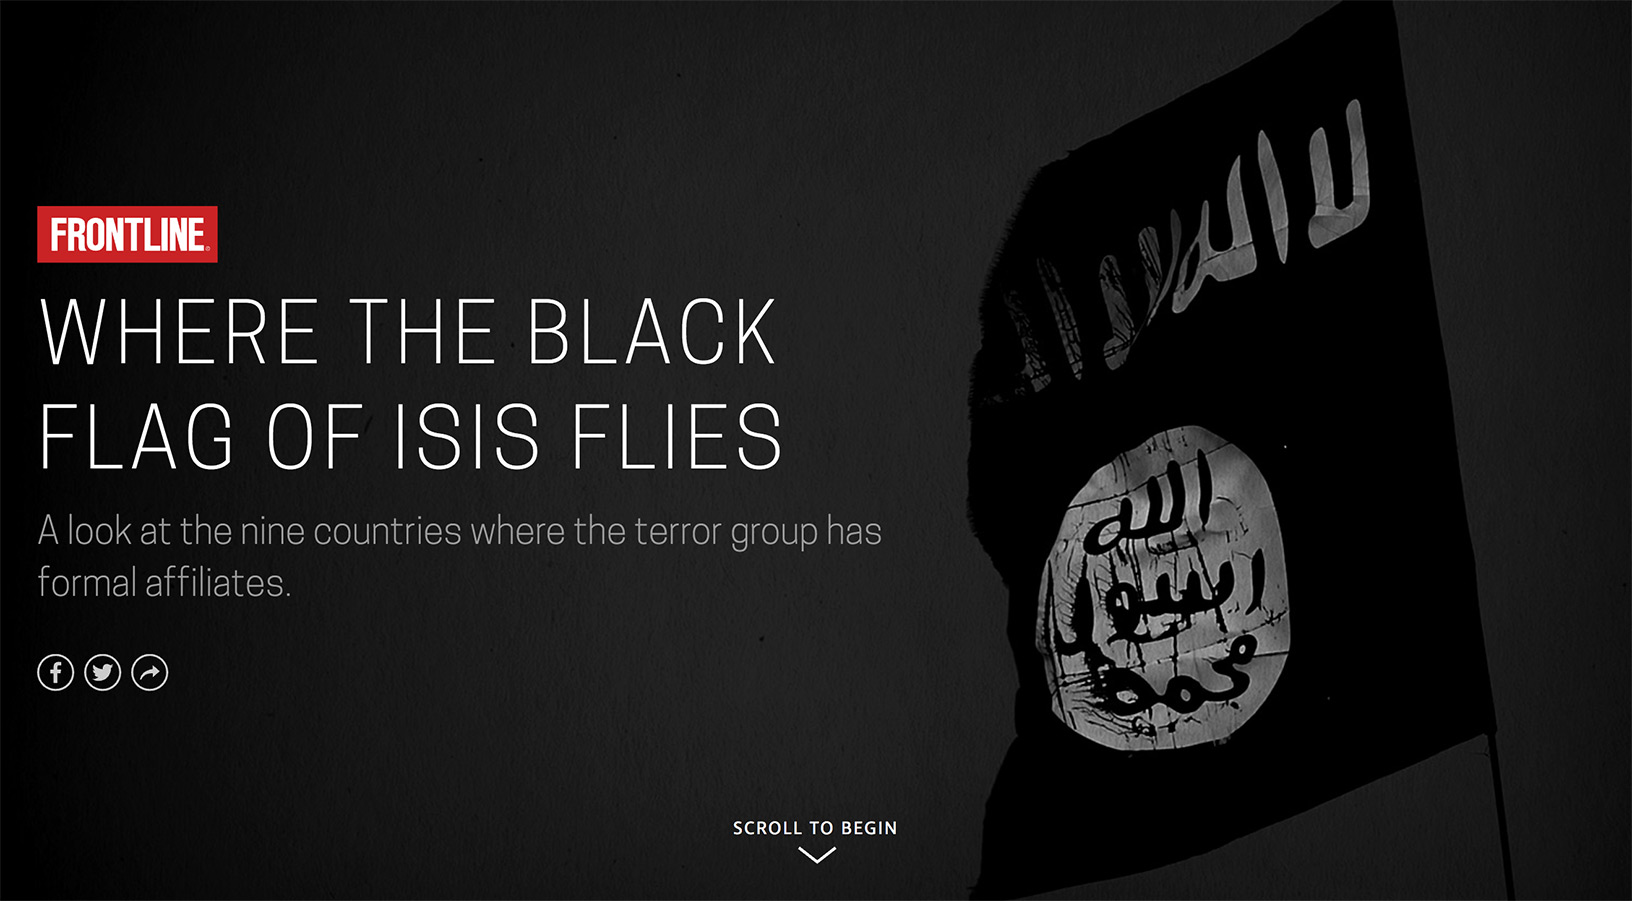 FRONTLINE
WHERE THE BLACK
FLAG OF ISIS FLIES
A look at the nine countries where the terror group has
formal affiliates.
SCROLL TO BEGIN
لا اله الا
الله
رسول
محمد